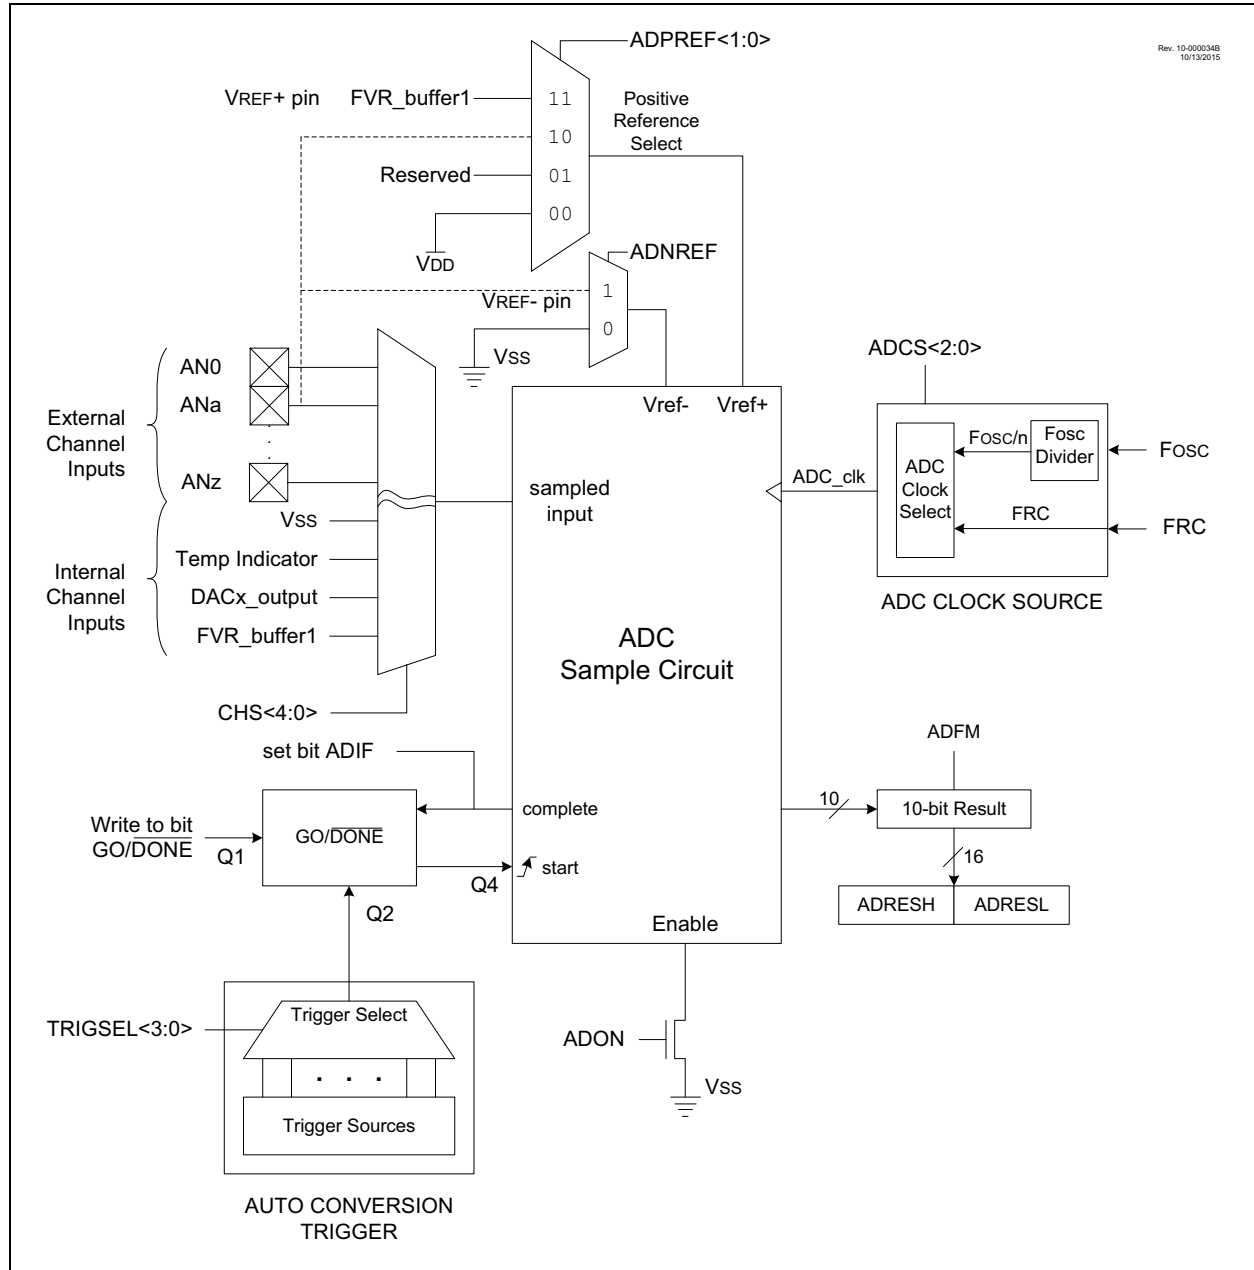 Rev. 10-000034B
10/13/2015
ADPREF<1:0>
VREF+ pin
FVR_buffer1
11
10
Reserved
01
00
VDD
Positive
Reference
Select
ADNREF
VREF- pin
1
0
VSS
External
Channel
Inputs
AN0
ANa
.
.
.
ANz
Internal
Channel
Inputs
VSS
Temp Indicator
DACx_output
FVR_buffer1
CHS<4:0>
Vref-
Vref+
sampled
input
ADC
Sample Circuit
ADCS<2:0>
ADC_clk
ADC
Clock
Select
FOSC/n
Fosc
Divider
FOSC
FRC
FRC
ADC CLOCK SOURCE
set bit ADIF
complete
Write to bit
GO/DONE
Q1
GO/DONE
Q4
start
Q2
Enable
ADFM
10
10-bit Result
16
ADRESH
ADRESL
TRIGSEL<3:0>
Trigger Select
. . .
Trigger Sources
AUTO CONVERSION
TRIGGER
ADON
VSS